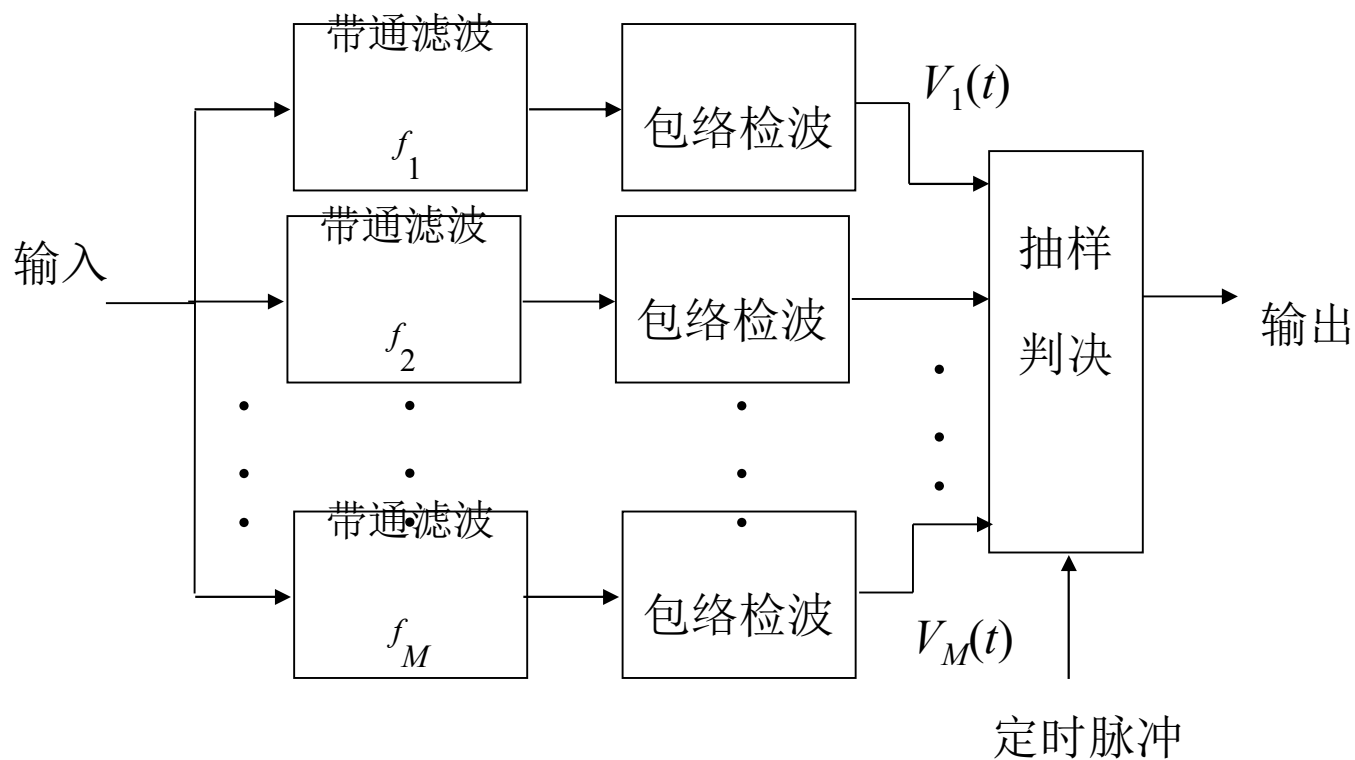 带通滤波
f1
包络检波
V1(t)
带通滤波
f2
包络检波
输入
抽样
判决
输出
带通滤波
fM
包络检波
VM(t)
定时脉冲